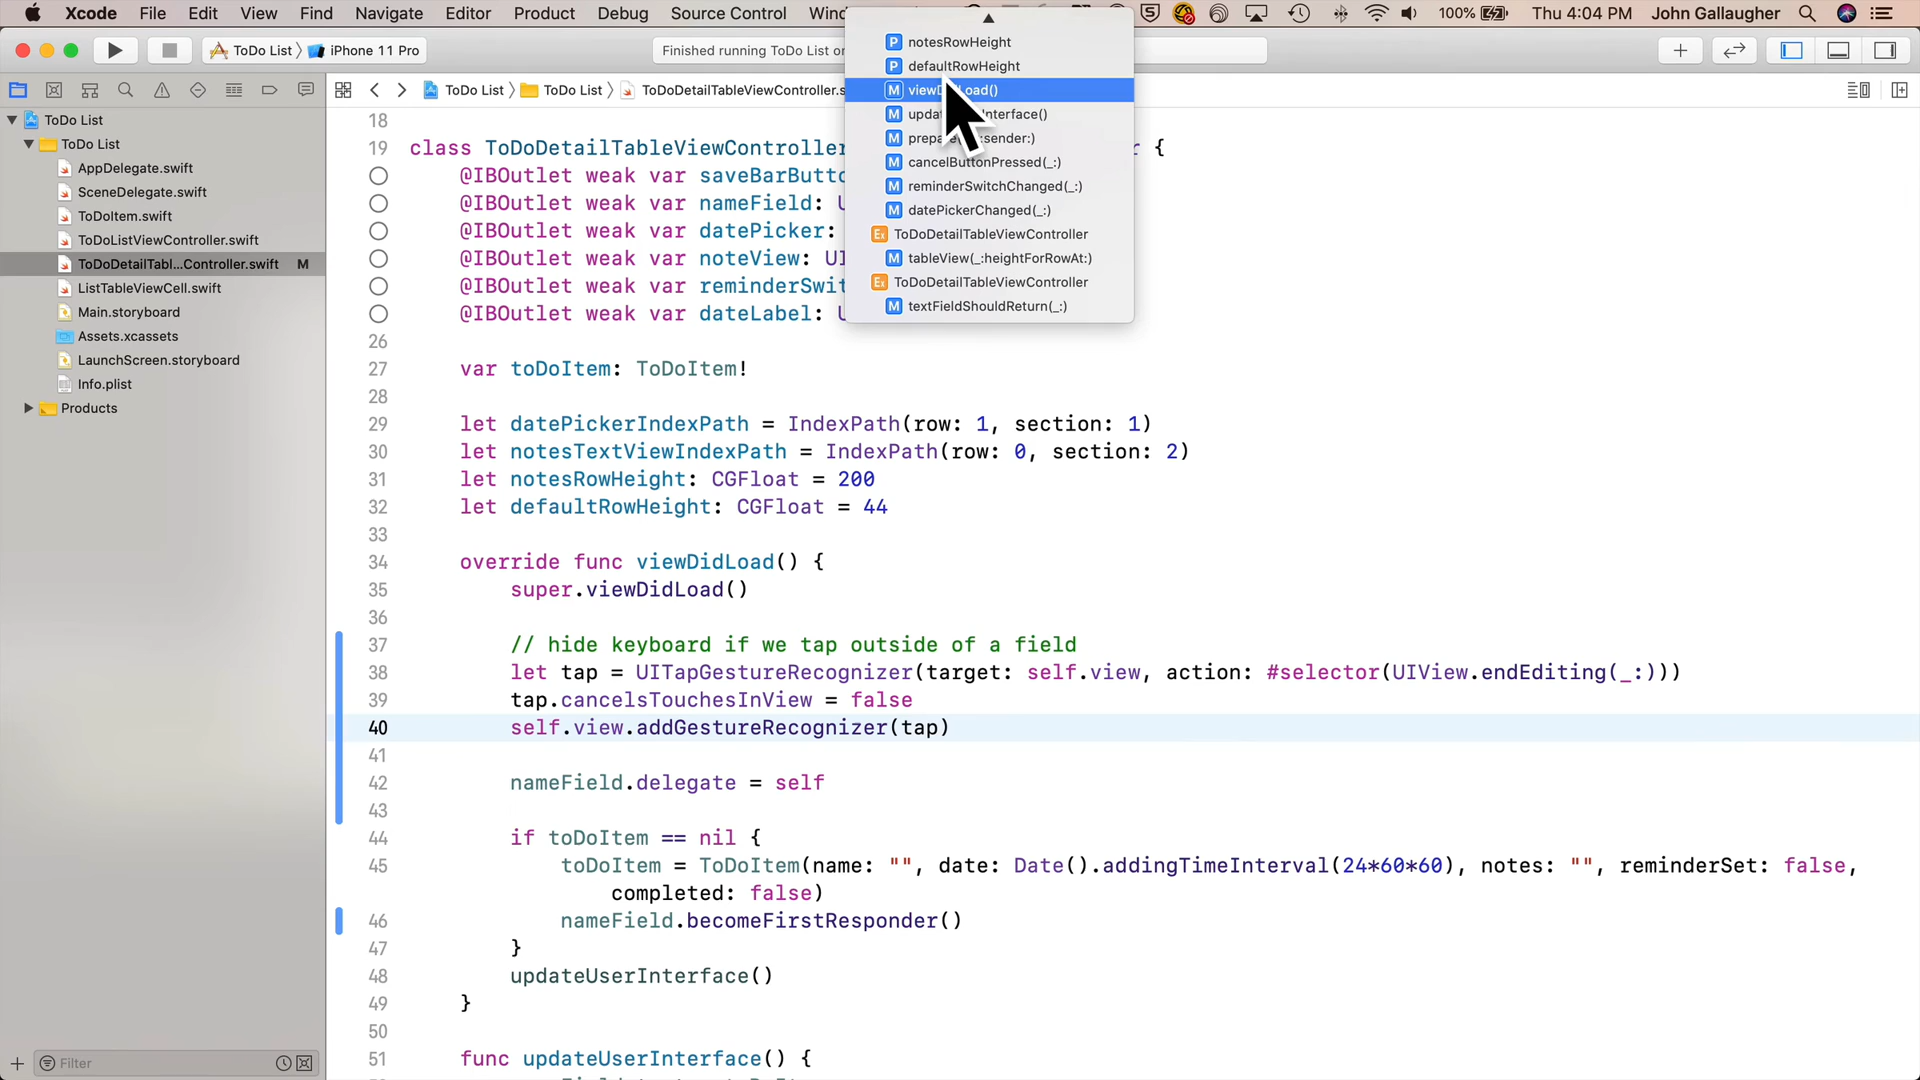 Xcode File Edit View Find Navigate Editor Product Debug Source Control Wind 100% Thu 4:04 PM John Gallaugher
ToDo List iPhone 11 Pro Finished running ToDo List on
ToDo List ToDo List ToDoDetailTableViewController.s
notesRowHeight
defaultRowHeight
viewD Load()
upda Interface()
prepa sender:)
cancelButtonPressed(_:)
reminderSwitchChanged(_:)
datePickerChanged(_:)
ToDoDetailTableViewController
tableView(_:heightForRowAt:)
ToDoDetailTableViewController
textFieldShouldReturn(_:)
ToDo List
ToDo List
AppDelegate.swift
SceneDelegate.swift
ToDoItem.swift
ToDoListViewController.swift
ToDoDetailTabl...Controller.swift M
ListTableViewCell.swift
Main.storyboard
Assets.xcassets
LaunchScreen.storyboard
Info.plist
Products
Filter
18
19 class ToDoDetailTableViewController r {
@IBOutlet weak var saveBarButto
@IBOutlet weak var nameField: U
@IBOutlet weak var datePicker:
@IBOutlet weak var noteView: UI
@IBOutlet weak var reminderSwit
@IBOutlet weak var dateLabel: U
26
27 var toDoItem: ToDoItem!
28
29 let datePickerIndexPath = IndexPath(row: 1, section: 1)
30 let notesTextViewIndexPath = IndexPath(row: 0, section: 2)
31 let notesRowHeight: CGFloat = 200
32 let defaultRowHeight: CGFloat = 44
33
34 override func viewDidLoad() {
35 super.viewDidLoad()
36
37 // hide keyboard if we tap outside of a field
38 let tap = UITapGestureRecognizer(target: self.view, action: #selector(UIView.endEditing(_:)))
39 tap.cancelsTouchesInView = false
40 self.view.addGestureRecognizer(tap)
41
42 nameField.delegate = self
43
44 if toDoItem == nil {
45 toDoItem = ToDoItem(name: "", date: Date().addingTimeInterval(24*60*60), notes: "", reminderSet: false,
completed: false)
46 nameField.becomeFirstResponder()
47 }
48 updateUserInterface()
49 }
50
51 func updateUserInterface() {